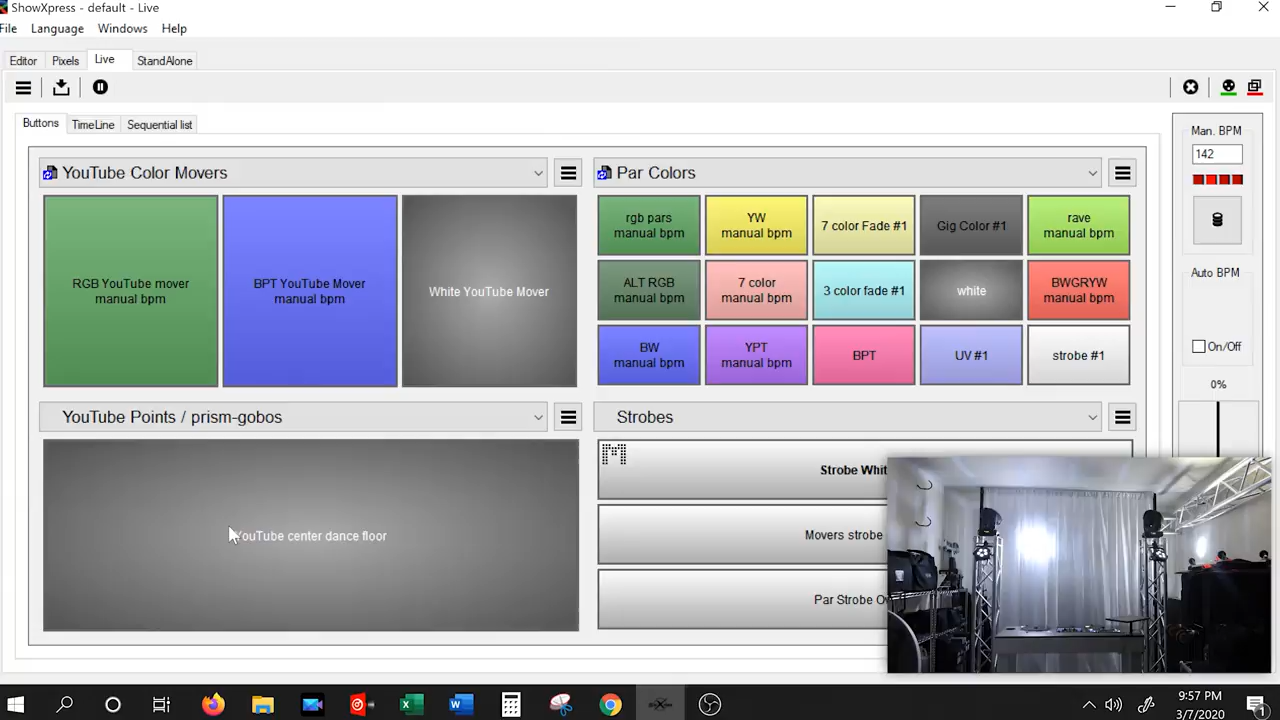 ShowXpress - default - Live
File Language Windows Help
Editor Pixels Live StandAlone
Buttons TimeLine Sequential list
YouTube Color Movers
RGB YouTube mover
manual bpm
BPT YouTube Mover
manual bpm
White YouTube Mover
Par Colors
rgb pars
manual bpm
YW
manual bpm
7 color Fade #1
Gig Color #1
rave
manual bpm
ALT RGB
manual bpm
7 color
manual bpm
3 color fade #1
white
BWGRYW
manual bpm
BW
manual bpm
YPT
manual bpm
BPT
UV #1
strobe #1
YouTube Points / prism-gobos
YouTube center dance floor
Strobes
M
Strobe Whit
Movers strobe
Par Strobe
Man. BPM
142
Auto BPM
On/Off
0%
9:57 PM
3/7/2020
1